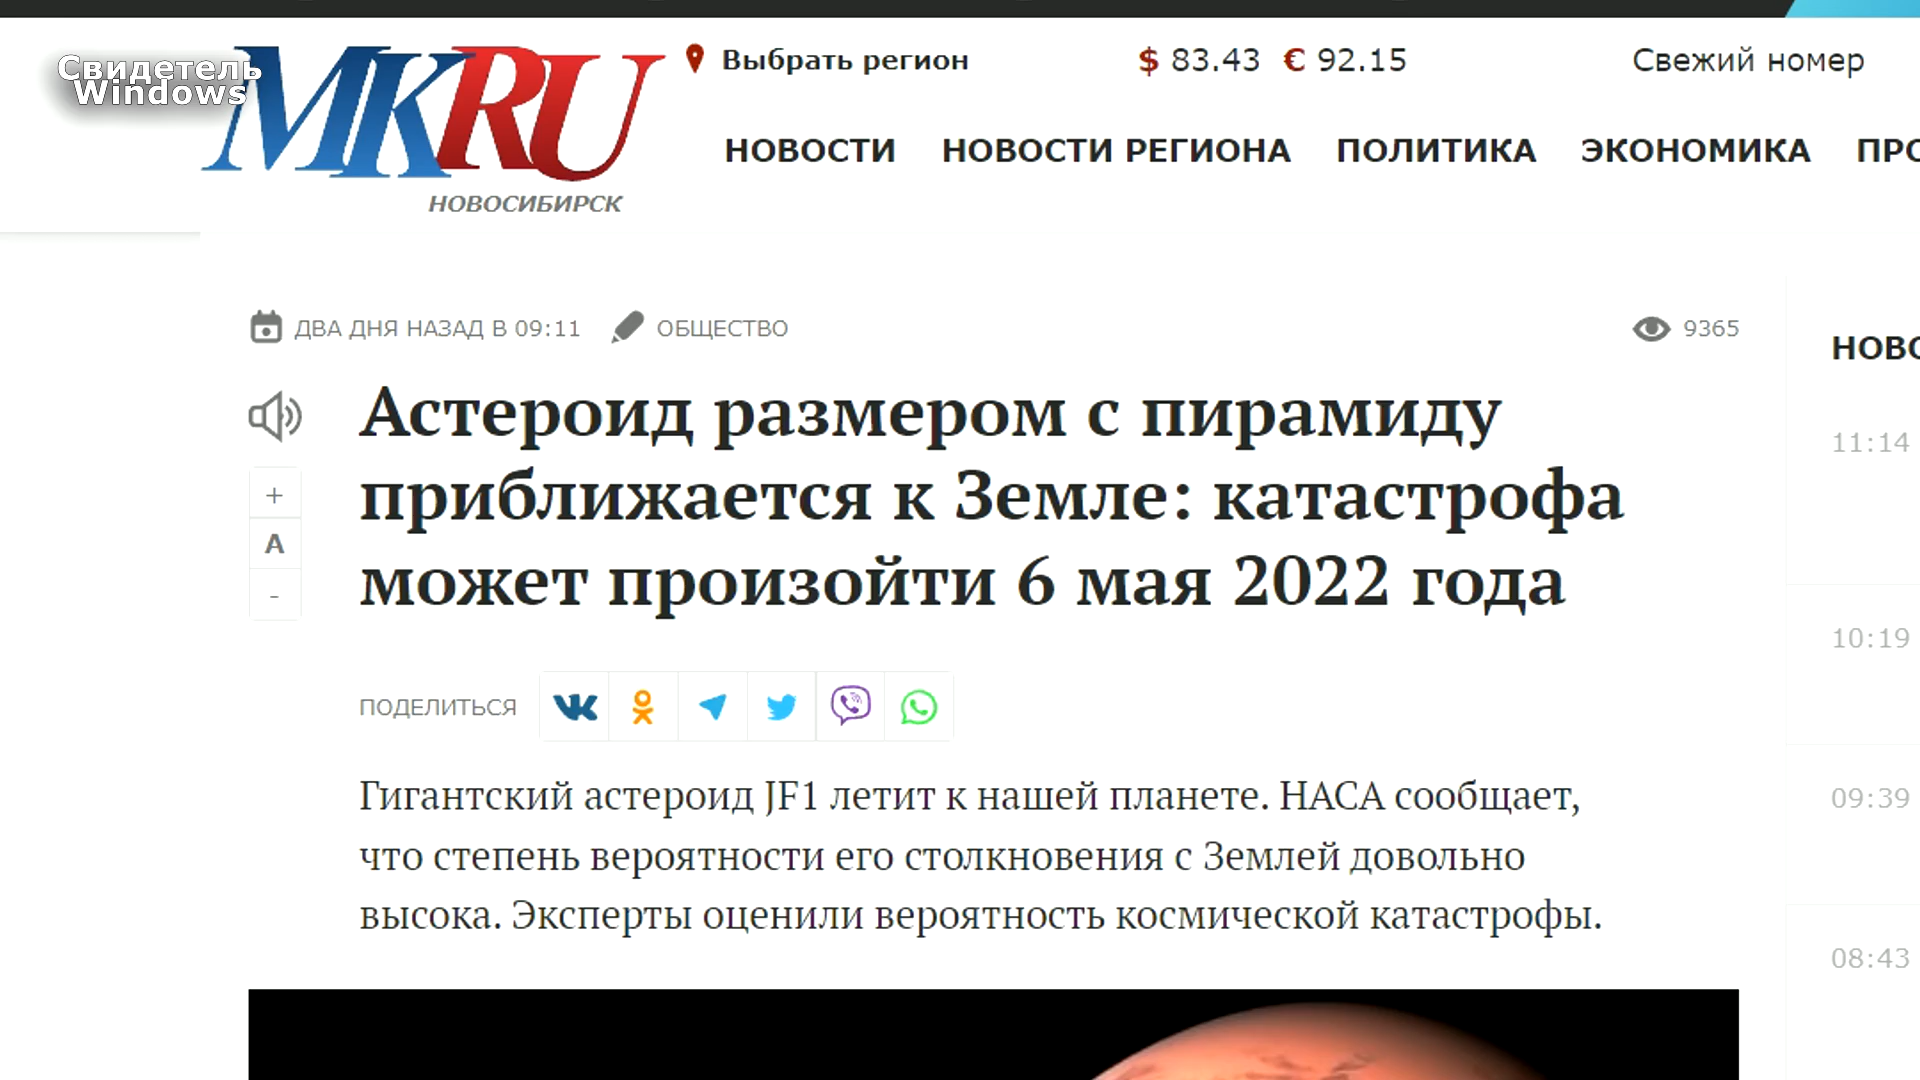 Свидетель
Windows
MKRU
НОВОСИБИРСК
Выбрать регион
$ 83.43 € 92.15
Свежий номер
НОВОСТИ НОВОСТИ РЕГИОНА ПОЛИТИКА ЭКОНОМИКА ПРО
ДВА ДНЯ НАЗАД В 09:11 ОБЩЕСТВО 9365
Астероид размером с пирамиду
приближается к Земле: катастрофа
может произойти 6 мая 2022 года
+
A
-
ПОДЕЛИТЬСЯ
Гигантский астероид JF1 летит к нашей планете. НАСА сообщает,
что степень вероятности его столкновения с Землей довольно
высока. Эксперты оценили вероятность космической катастрофы.
НОВО
11:14
10:19
09:39
08:43